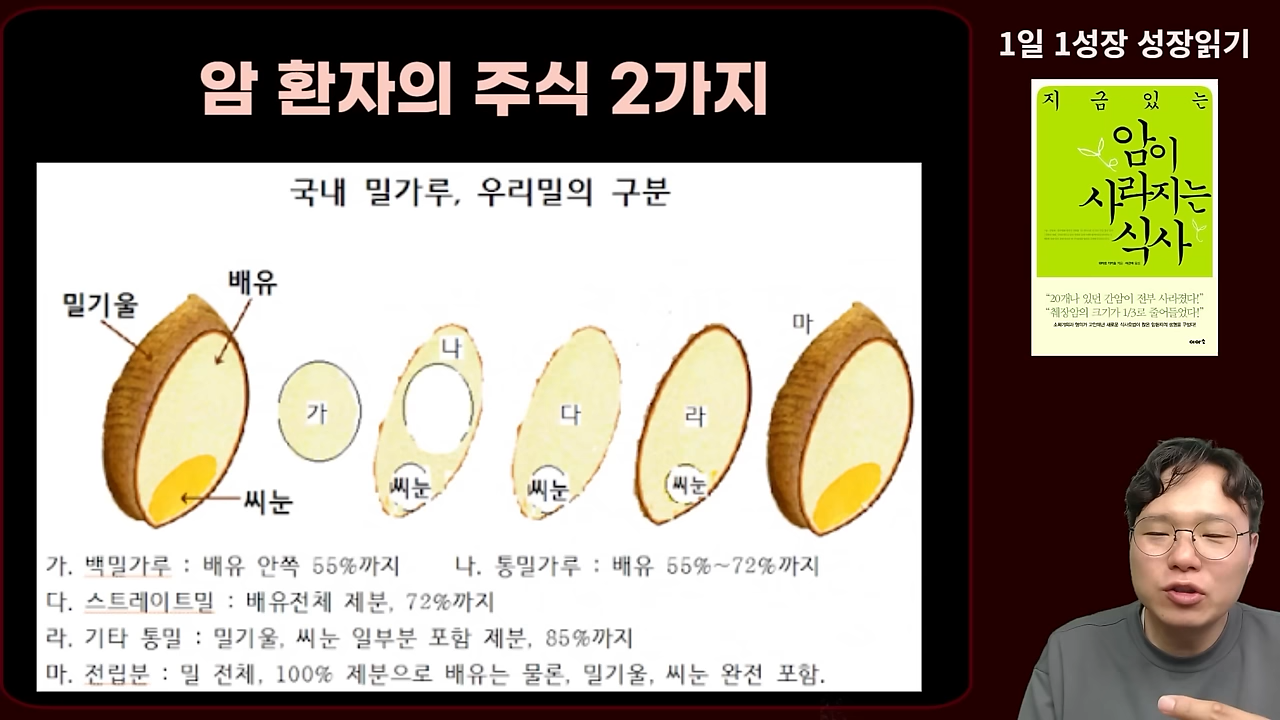 암 환자의 주식 2가지
국내 밀가루, 우리밀의 구분
밀기울
배유
씨눈
가
나
씨눈
다
씨눈
라
씨눈
마
가. 백밀가루 : 배유 안쪽 55%까지 나. 통밀가루 : 배유 55%~72%까지
다. 스트레이트밀 : 배유전체 제분, 72%까지
라. 기타 통밀 : 밀기울, 씨눈 일부분 포함 제분, 85%까지
마. 전립분 : 밀 전체, 100% 제분으로 배유는 물론, 밀기울, 씨눈 완전 포함.
1일 1성장 성장읽기
지금 있는
암이
사라지는
식사
“20개나 있던 간암이 전부 사라졌다!”
“췌장암의 크기가 1/3로 줄어들었다!”